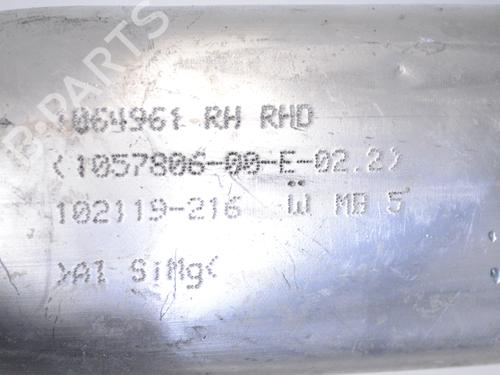 B-PARTS
1064961 RH RHD
(1057806-00-E-02.2)
102119-216 Ẅ MB 5
>Al SiMg<